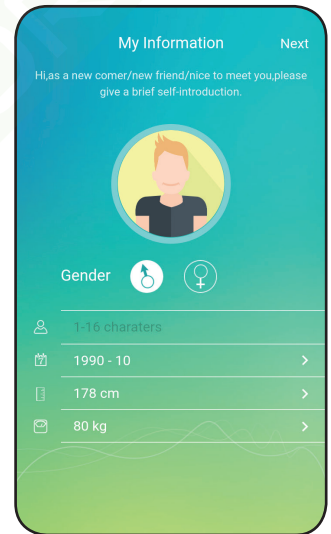 My Information
Next
Hi,as a new comer/new friend/nice to meet you,please
give a brief self-introduction.
Gender
1-16 charaters
1990 - 10
178 cm
80 kg